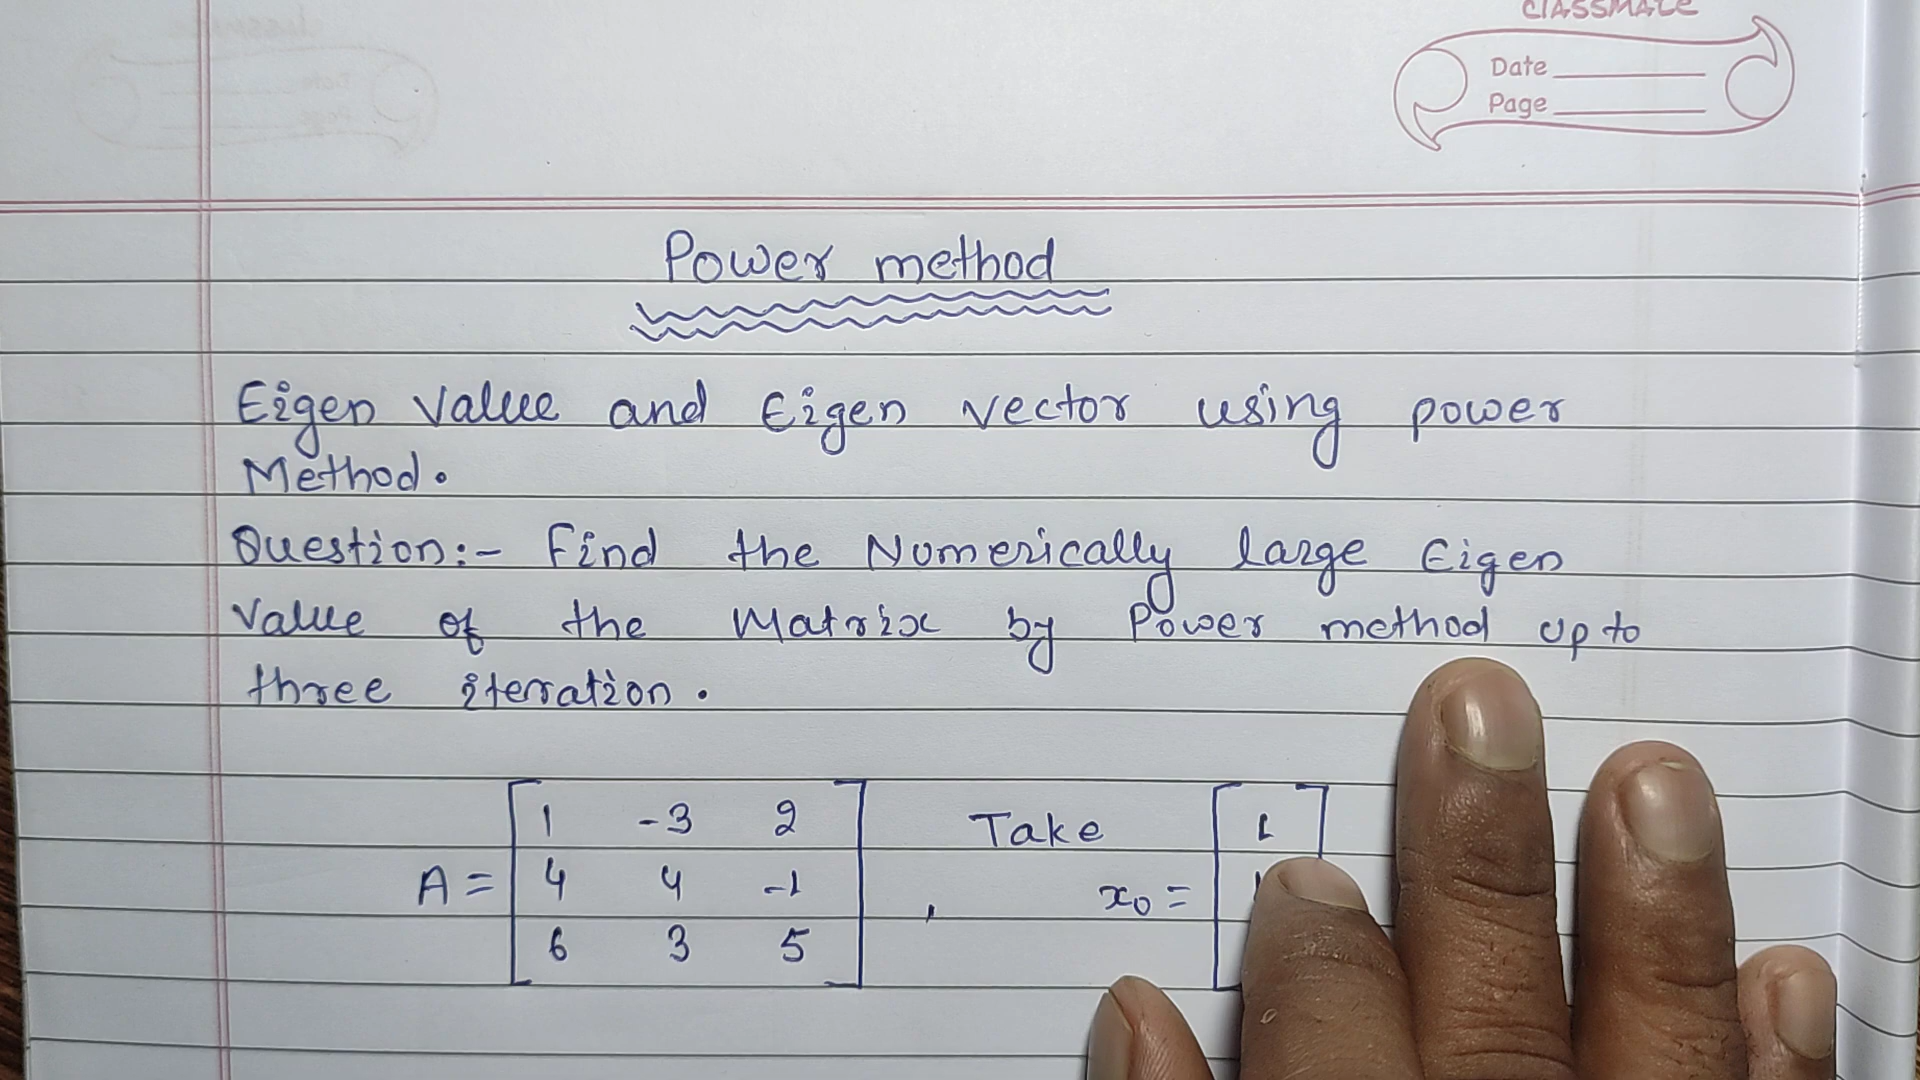 classmate
Date
Page
Power method
Eigen value and Eigen vector using power
Method.
Question:- Find the Numerically large Eigen
Value of the Matrix by Power method up to
three iteration.
1 -3 2
Take 1
A = 4 4 -1 , x0 =
6 3 5